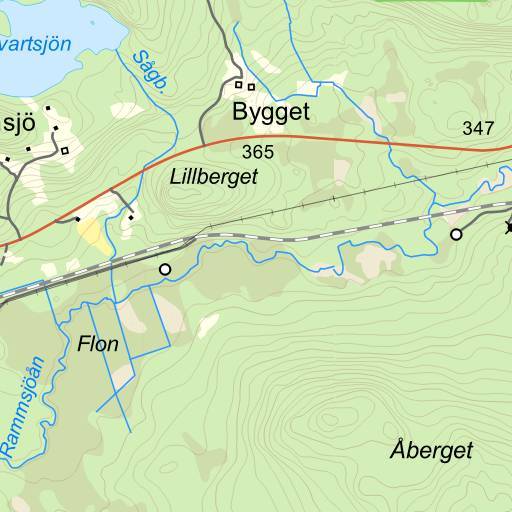 vartsjön
Sågb.
Bygget
sjö
347
365
Lillberget
Flon
Rammsjöån
Åberget